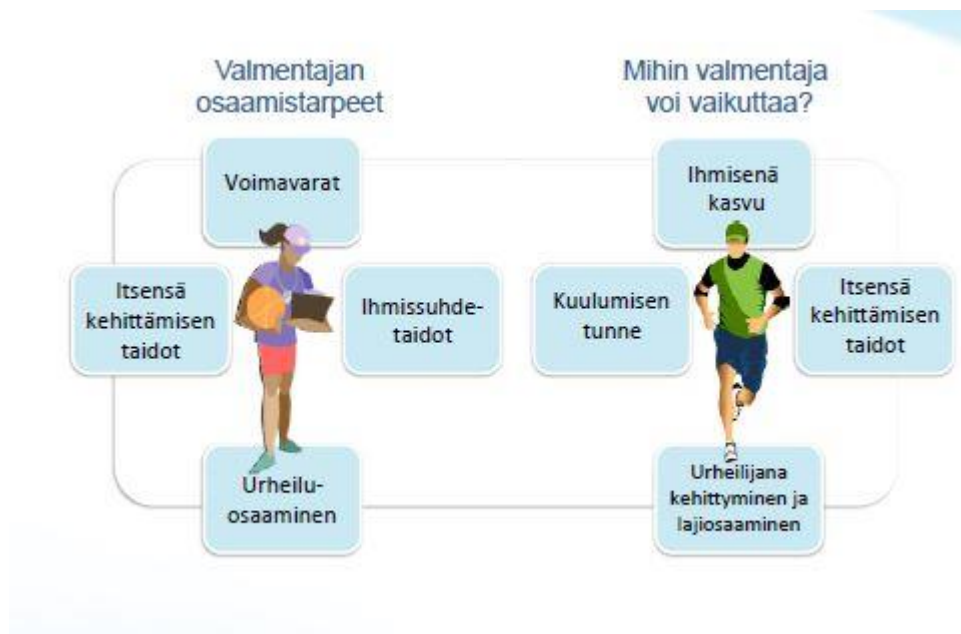 Valmentajan
osaamistarpeet
Voimavarat
Itsensä
kehittämisen
taidot
Ihmissuhde-
taidot
Urheilu-
osaaminen
Mihin valmentaja
voi vaikuttaa?
Ihmisenä
kasvu
Kuulumisen
tunne
Itsensä
kehittämisen
taidot
Urheilijana
kehittyminen ja
lajiosaaminen